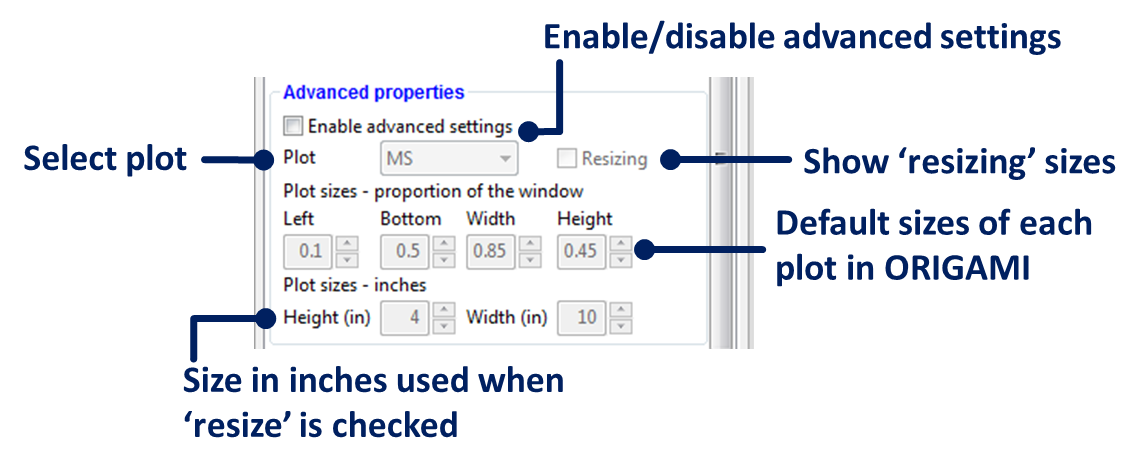 Enable/disable advanced settings
Advanced properties
Enable advanced settings
Select plot
Plot
MS
Resizing
Show ‘resizing’ sizes
Plot sizes - proportion of the window
Left Bottom Width Height
0.1 0.5 0.85 0.45
Default sizes of each
plot in ORIGAMI
Plot sizes - inches
Height (in) 4 Width (in) 10
Size in inches used when
‘resize’ is checked